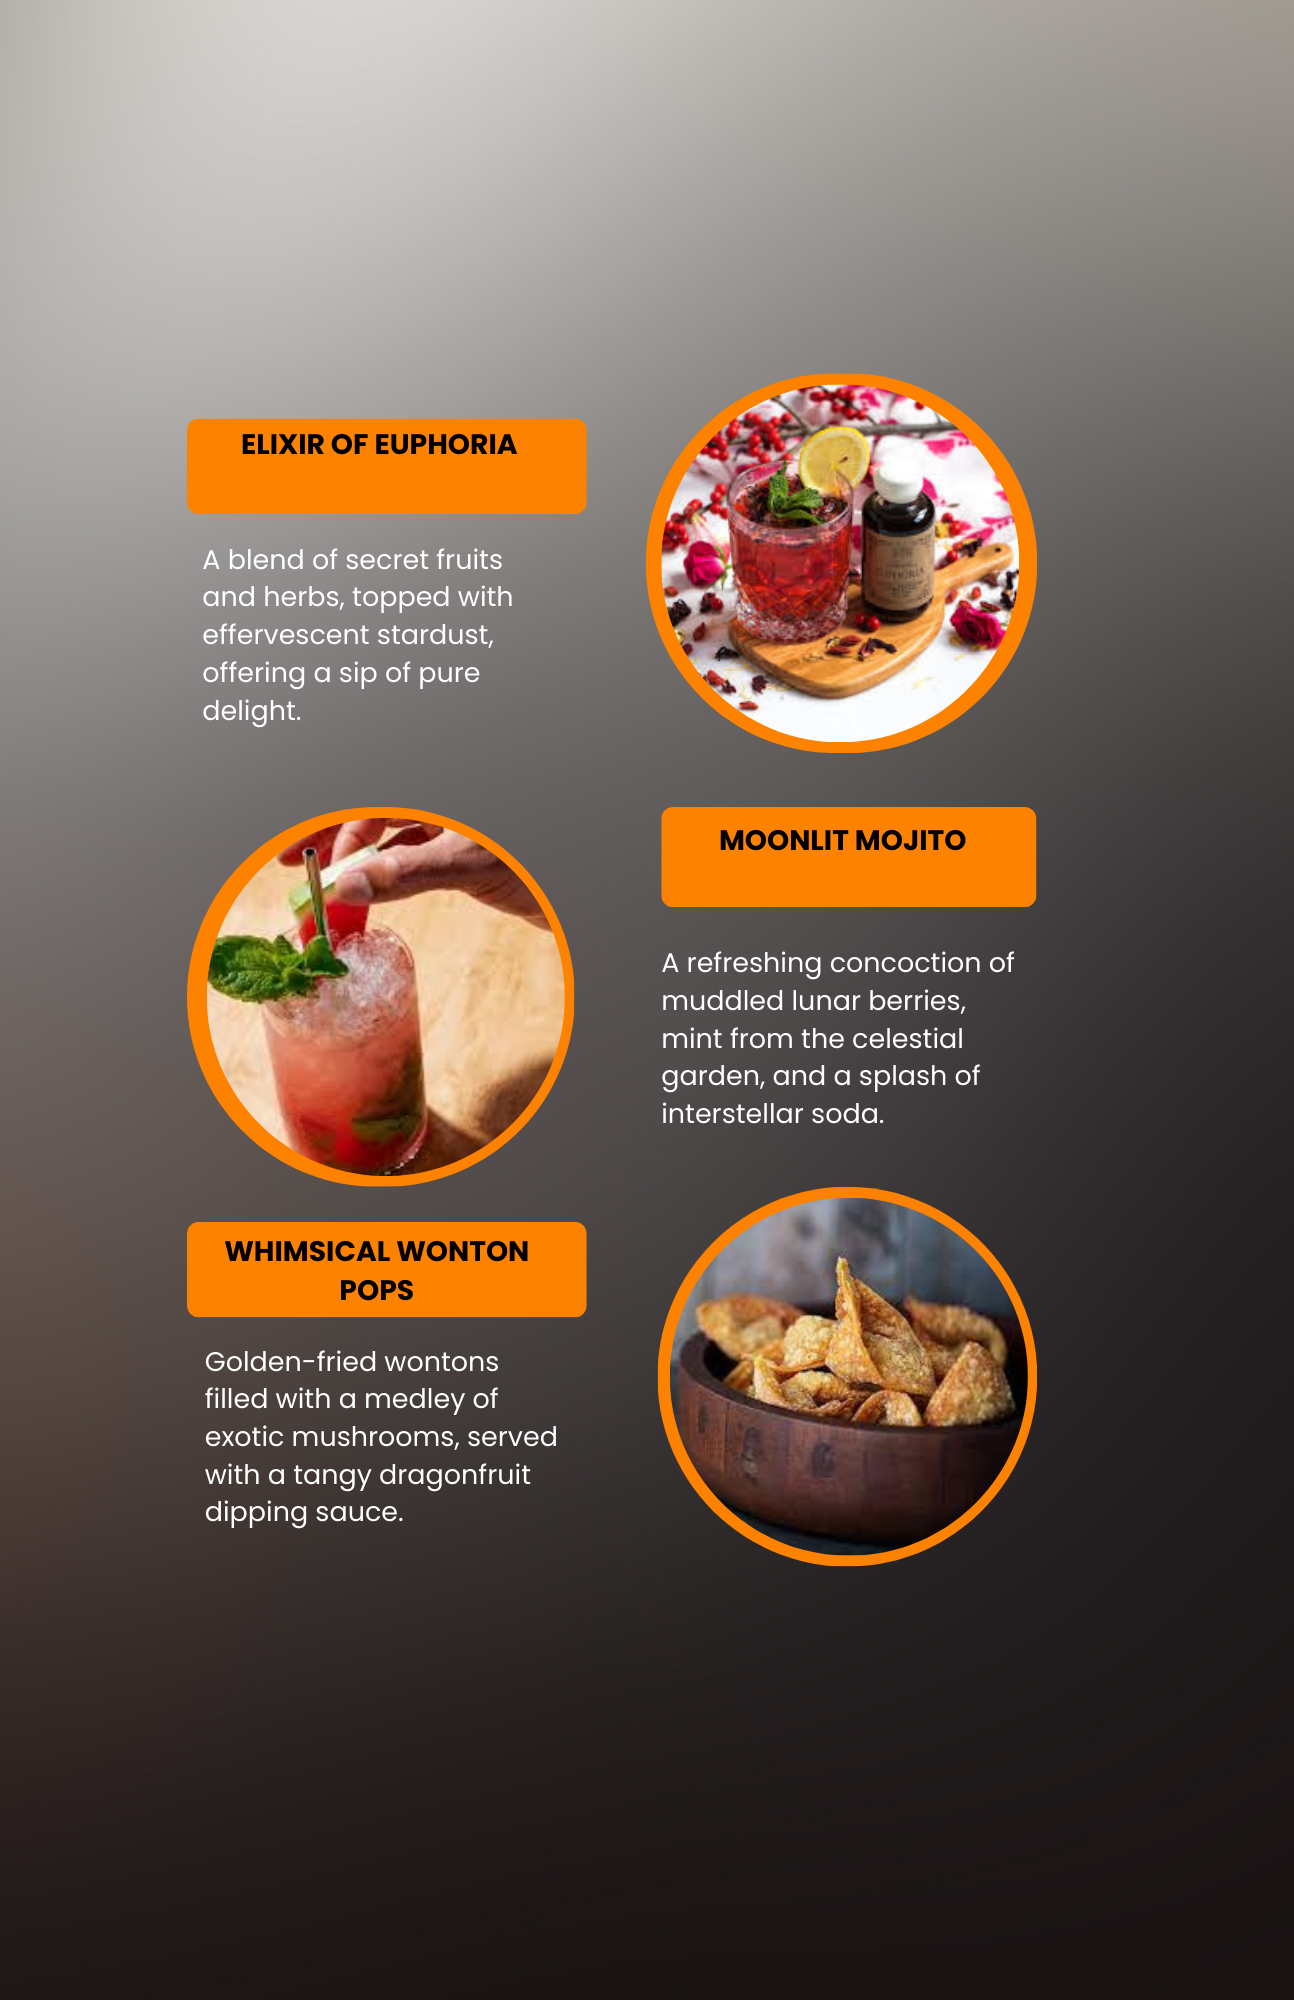 ELIXIR OF EUPHORIA
A blend of secret fruits
and herbs, topped with
effervescent stardust,
offering a sip of pure
delight.
EUPHORIA
MOONLIT MOJITO
A refreshing concoction of
muddled lunar berries,
mint from the celestial
garden, and a splash of
interstellar soda.
WHIMSICAL WONTON
POPS
Golden-fried wontons
filled with a medley of
exotic mushrooms, served
with a tangy dragonfruit
dipping sauce.